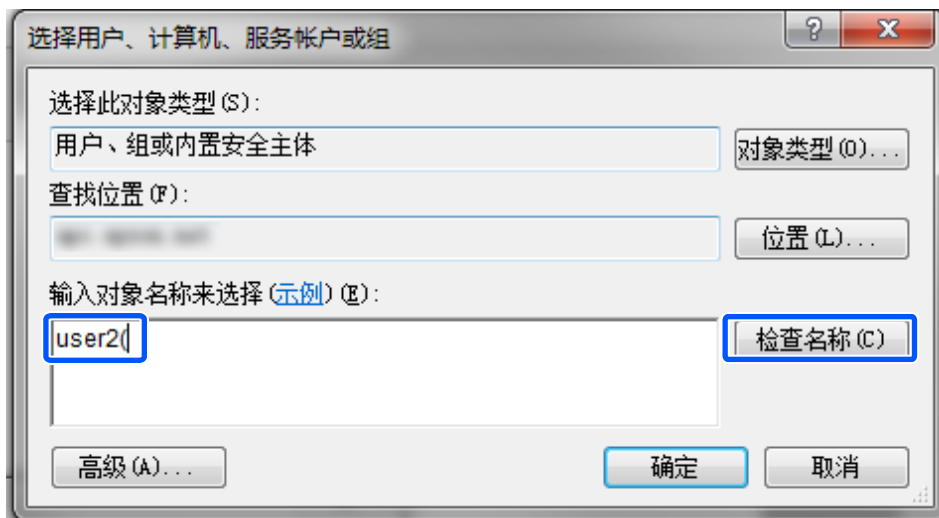 选择用户、计算机、服务帐户或组
选择此对象类型(S):
用户、组或内置安全主体
对象类型(O)...
查找位置(F):
位置(L)...
输入对象名称来选择(示例)(E):
user2(
检查名称(C)
高级(A)...
确定
取消